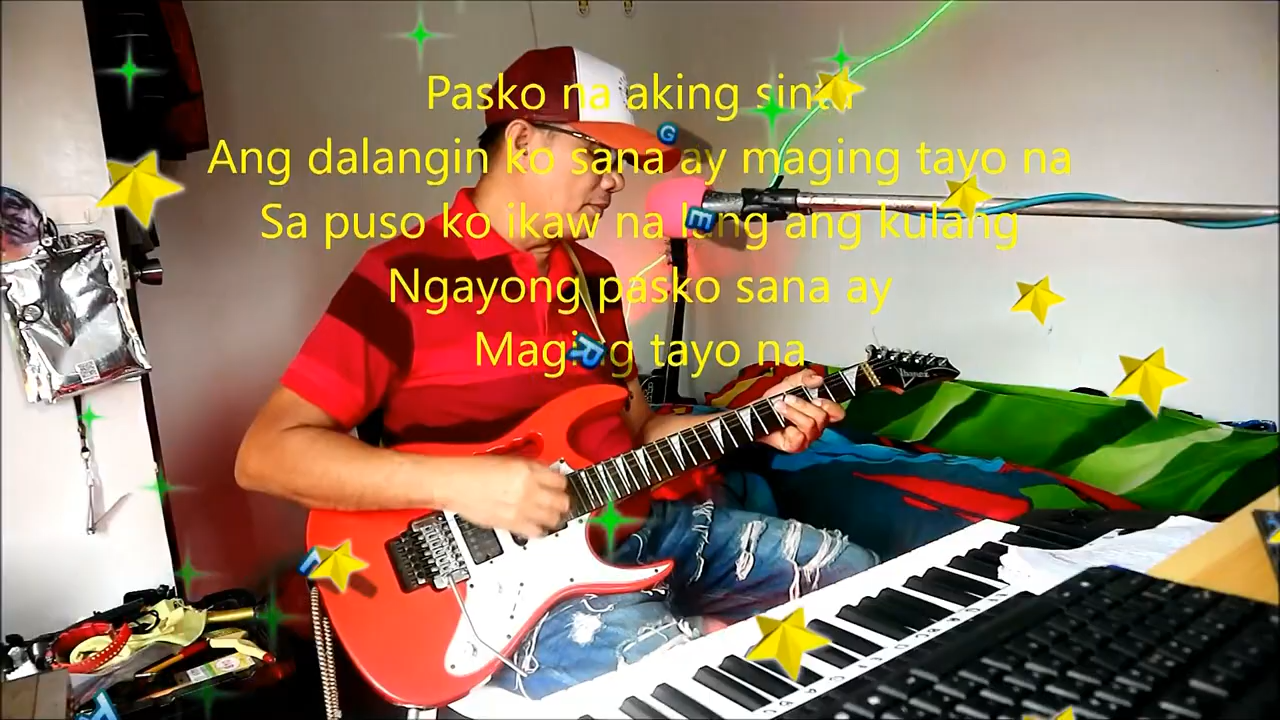 Pasko na aking sinta
Ang dalangin ko sana ay maging tayo na
Sa puso ko ikaw na lang ang kulang
Ngayong pasko sana ay
Maging tayo na
G
E
R
Ibanez